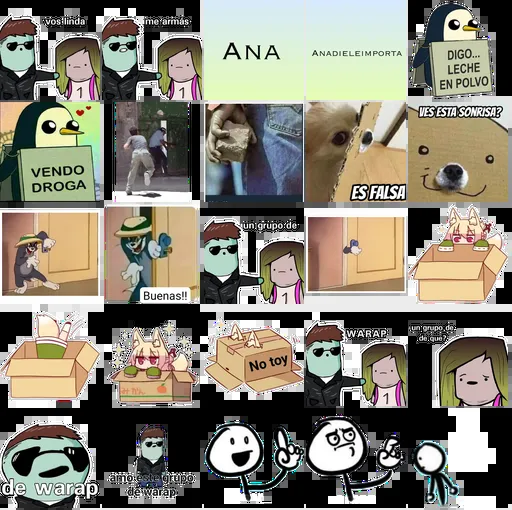 *vos linda
me armas
ANA
ANADIELEIMPORTA
DIGO...
LECHE
EN POLVO
VENDO
DROGA
ES FALSA
VES ESTA SONRISA?
Buenas!!
un grupo de
1
No toy
WARAP
un grupo de
de que?
de warap
amo este grupo
de warap